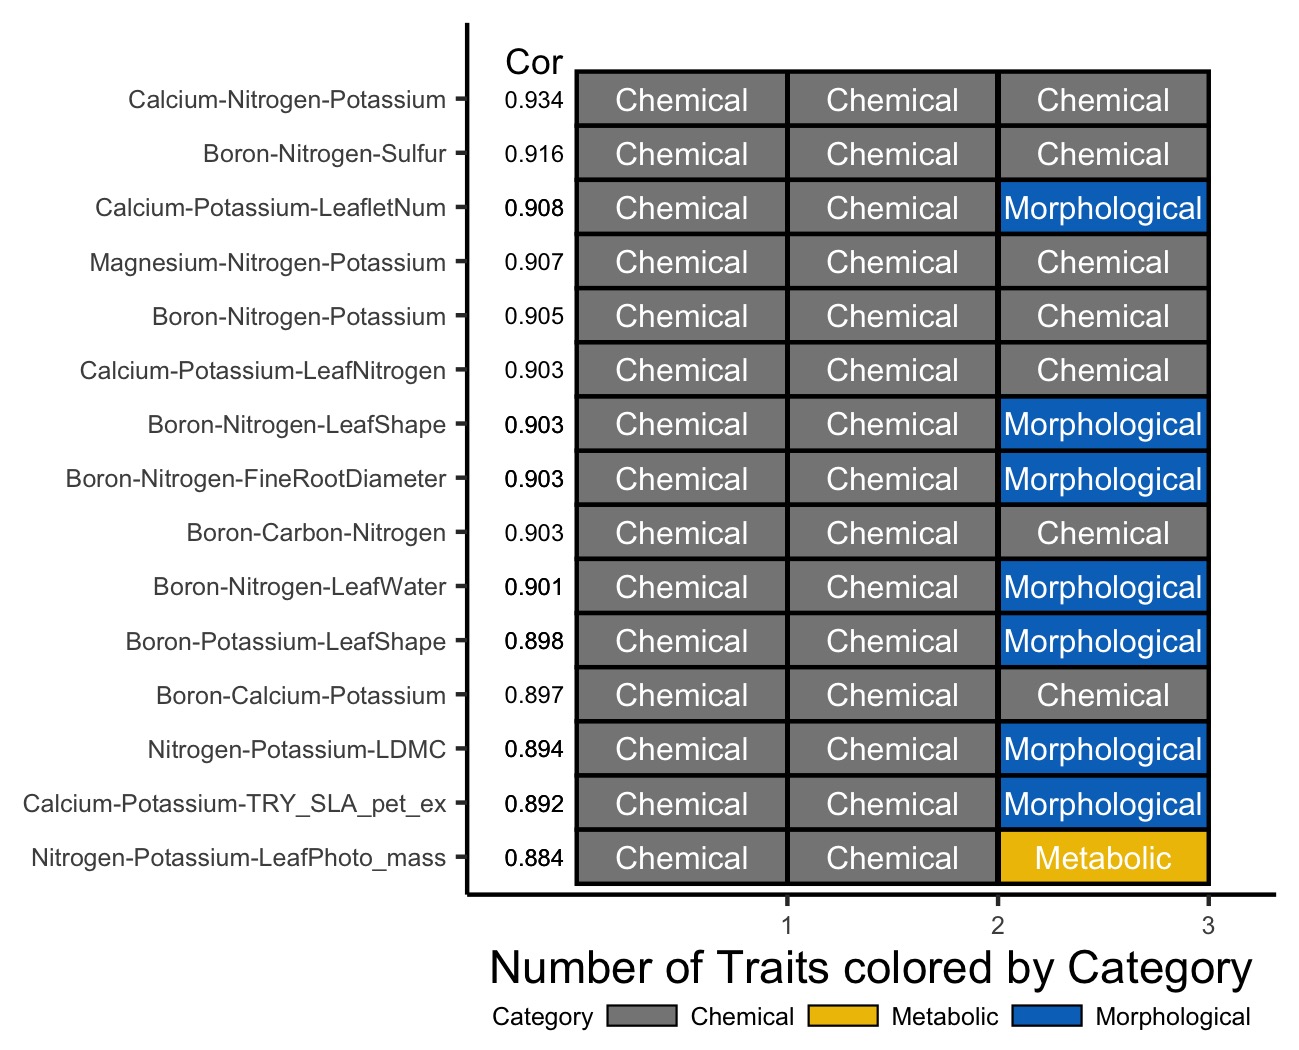 Cor
Calcium-Nitrogen-Potassium 0.934 Chemical Chemical Chemical
Boron-Nitrogen-Sulfur 0.916 Chemical Chemical Chemical
Calcium-Potassium-LeafletNum 0.908 Chemical Chemical Morphological
Magnesium-Nitrogen-Potassium 0.907 Chemical Chemical Chemical
Boron-Nitrogen-Potassium 0.905 Chemical Chemical Chemical
Calcium-Potassium-LeafNitrogen 0.903 Chemical Chemical Chemical
Boron-Nitrogen-LeafShape 0.903 Chemical Chemical Morphological
Boron-Nitrogen-FineRootDiameter 0.903 Chemical Chemical Morphological
Boron-Carbon-Nitrogen 0.903 Chemical Chemical Chemical
Boron-Nitrogen-LeafWater 0.901 Chemical Chemical Morphological
Boron-Potassium-LeafShape 0.898 Chemical Chemical Morphological
Boron-Calcium-Potassium 0.897 Chemical Chemical Chemical
Nitrogen-Potassium-LDMC 0.894 Chemical Chemical Morphological
Calcium-Potassium-TRY_SLA_pet_ex 0.892 Chemical Chemical Morphological
Nitrogen-Potassium-LeafPhoto_mass 0.884 Chemical Chemical Metabolic
1 2 3
Number of Traits colored by Category
Category Chemical Metabolic Morphological